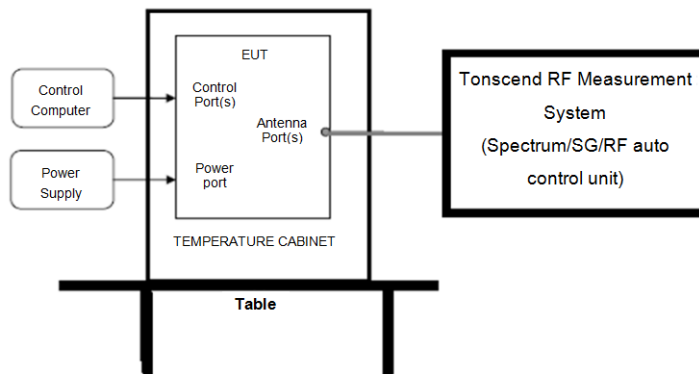 EUT
Control
Computer
Control
Port(s)
Antenna
Port(s)
Power
Supply
Power
port
TEMPERATURE CABINET
Table
Tonscend RF Measurement
System
(Spectrum/SG/RF auto
control unit)